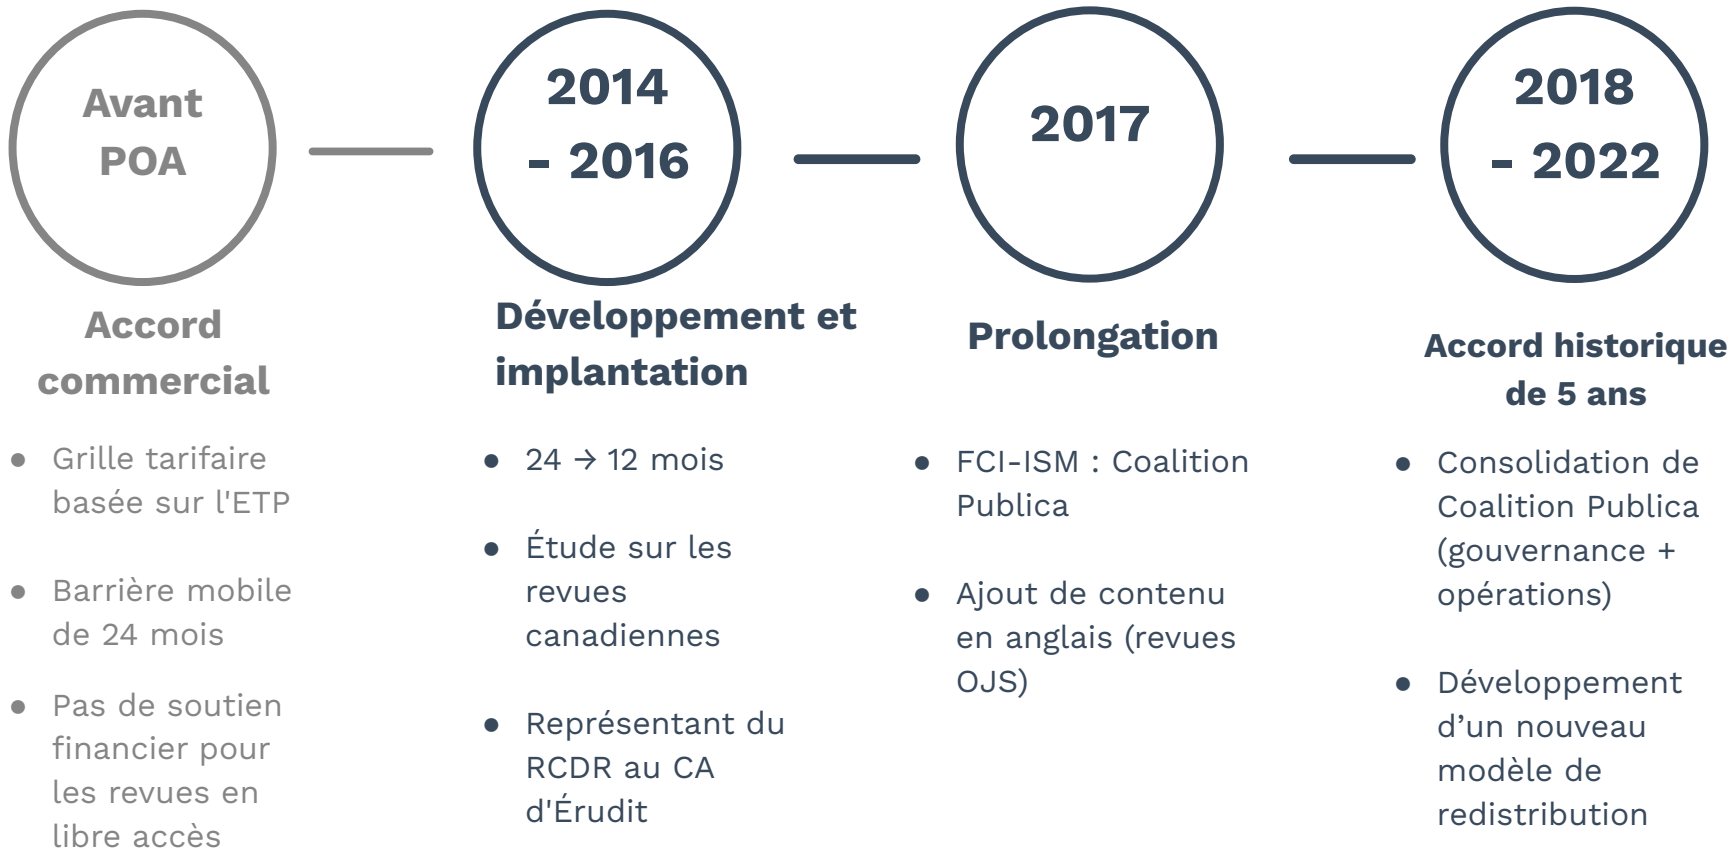 Avant
POA
Accord
commercial
● Grille tarifaire
basée sur l'ETP
● Barrière mobile
de 24 mois
● Pas de soutien
financier pour
les revues en
libre accès
2014
- 2016
Développement et
implantation
● 24 → 12 mois
● Étude sur les
revues
canadiennes
● Représentant du
RCDR au CA
d'Érudit
2017
Prolongation
● FCI-ISM : Coalition
Publica
● Ajout de contenu
en anglais (revues
OJS)
2018
- 2022
Accord historique
de 5 ans
● Consolidation de
Coalition Publica
(gouvernance +
opérations)
● Développement
d’un nouveau
modèle de
redistribution